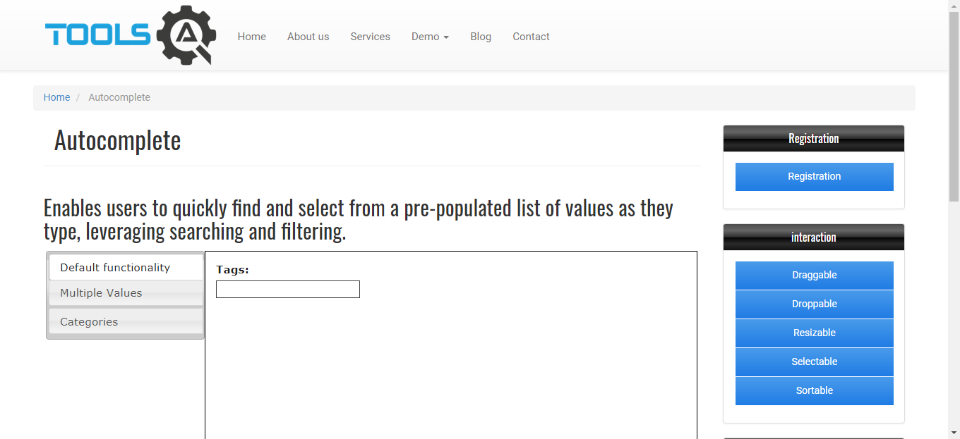 TOOLS QA
Home About us Services Demo Blog Contact
Home / Autocomplete
Autocomplete
Enables users to quickly find and select from a pre-populated list of values as they
type, leveraging searching and filtering.
Default functionality
Multiple Values
Categories
Tags:
Registration
Registration
interaction
Draggable
Droppable
Resizable
Selectable
Sortable